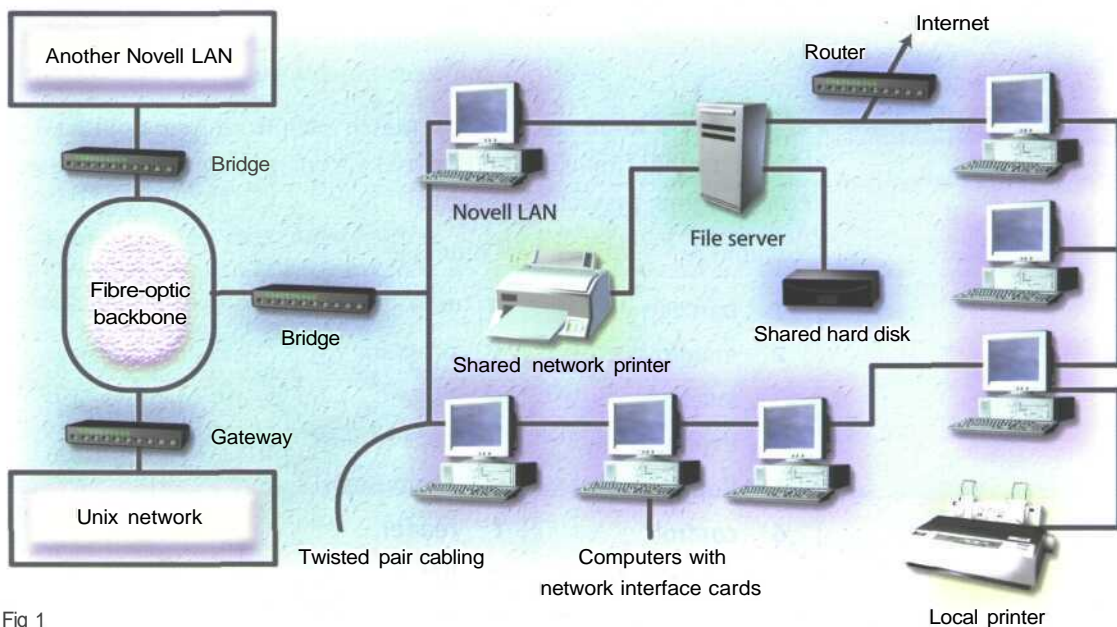 Another Novell LAN
Internet
Router
Bridge
Novell LAN
File server
Fibre-optic
backbone
Bridge
Shared network printer
Shared hard disk
Gateway
Unix network
Twisted pair cabling
Computers with
network interface cards
Local printer
Fig 1